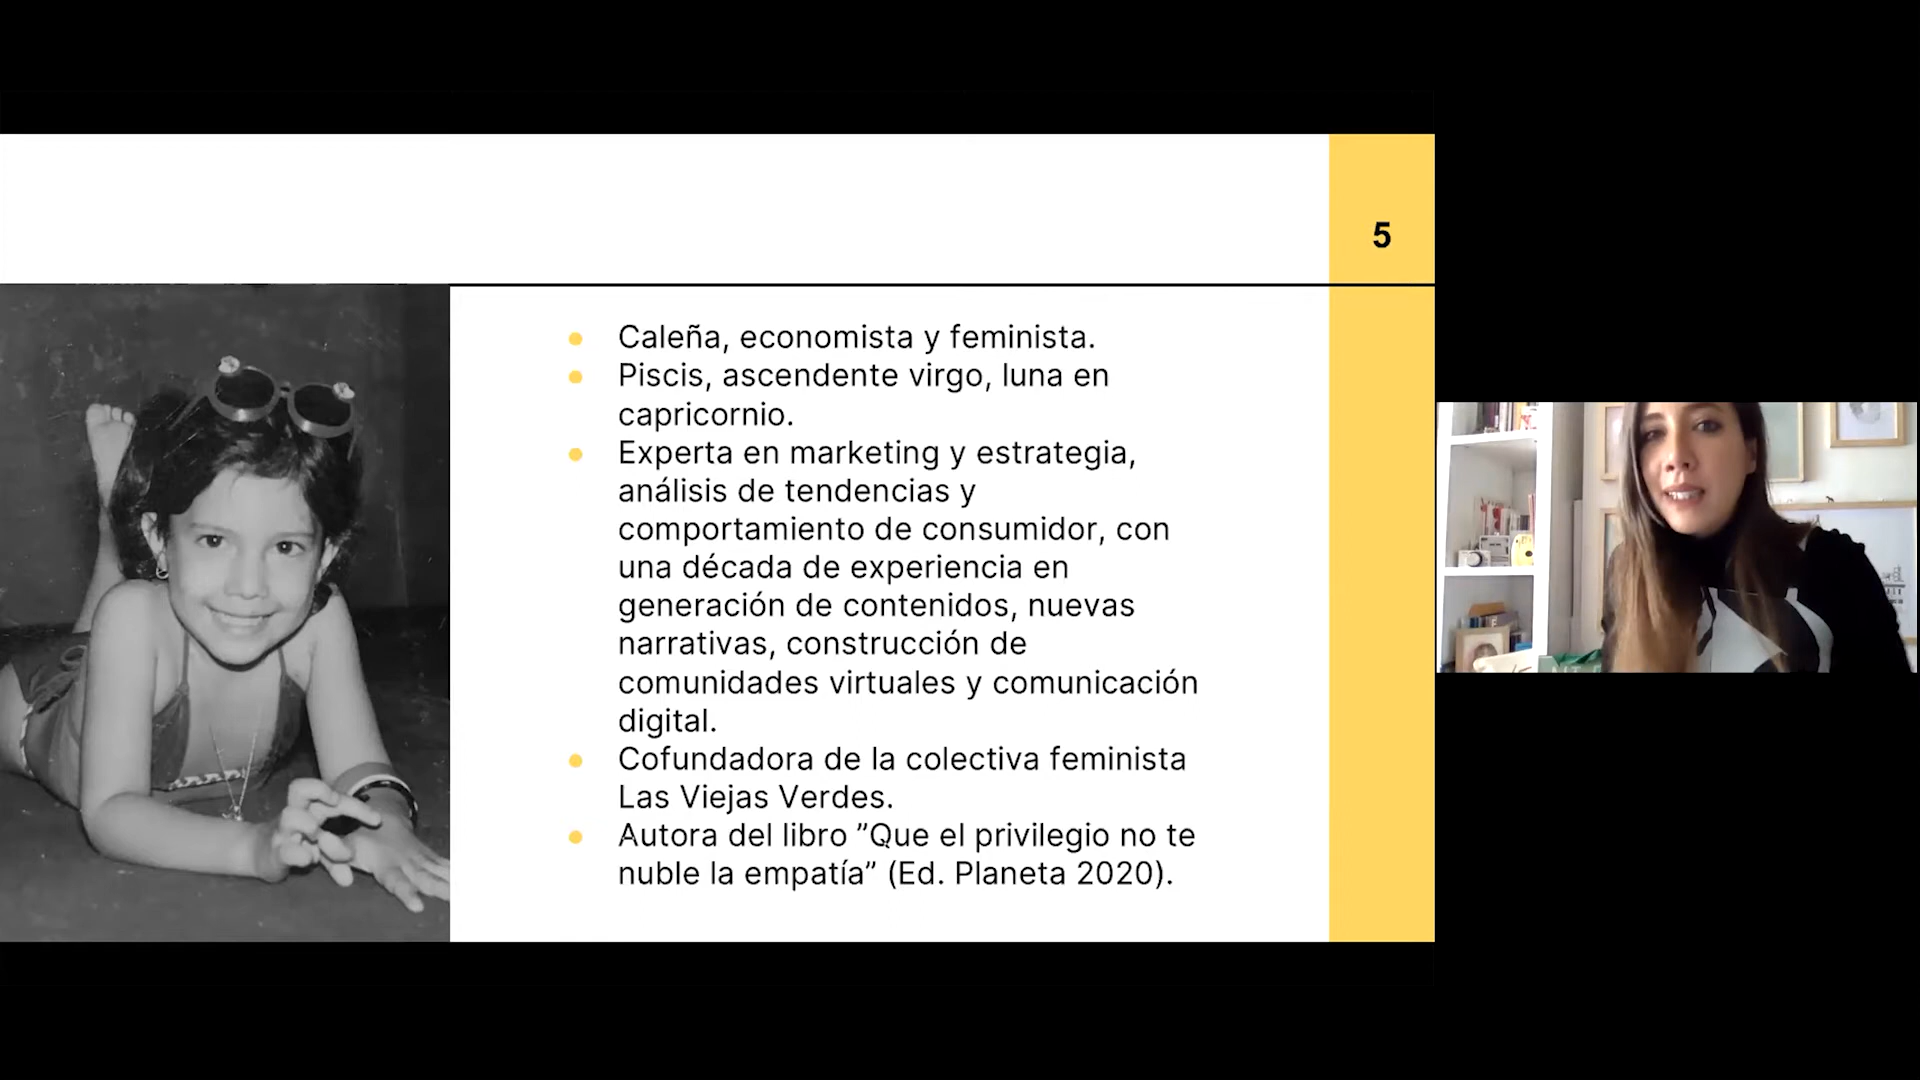 5
Caleña, economista y feminista.
Piscis, ascendente virgo, luna en
capricornio.
Experta en marketing y estrategia,
análisis de tendencias y
comportamiento de consumidor, con
una década de experiencia en
generación de contenidos, nuevas
narrativas, construcción de
comunidades virtuales y comunicación
digital.
Cofundadora de la colectiva feminista
Las Viejas Verdes.
Autora del libro ”Que el privilegio no te
nuble la empatía” (Ed. Planeta 2020).